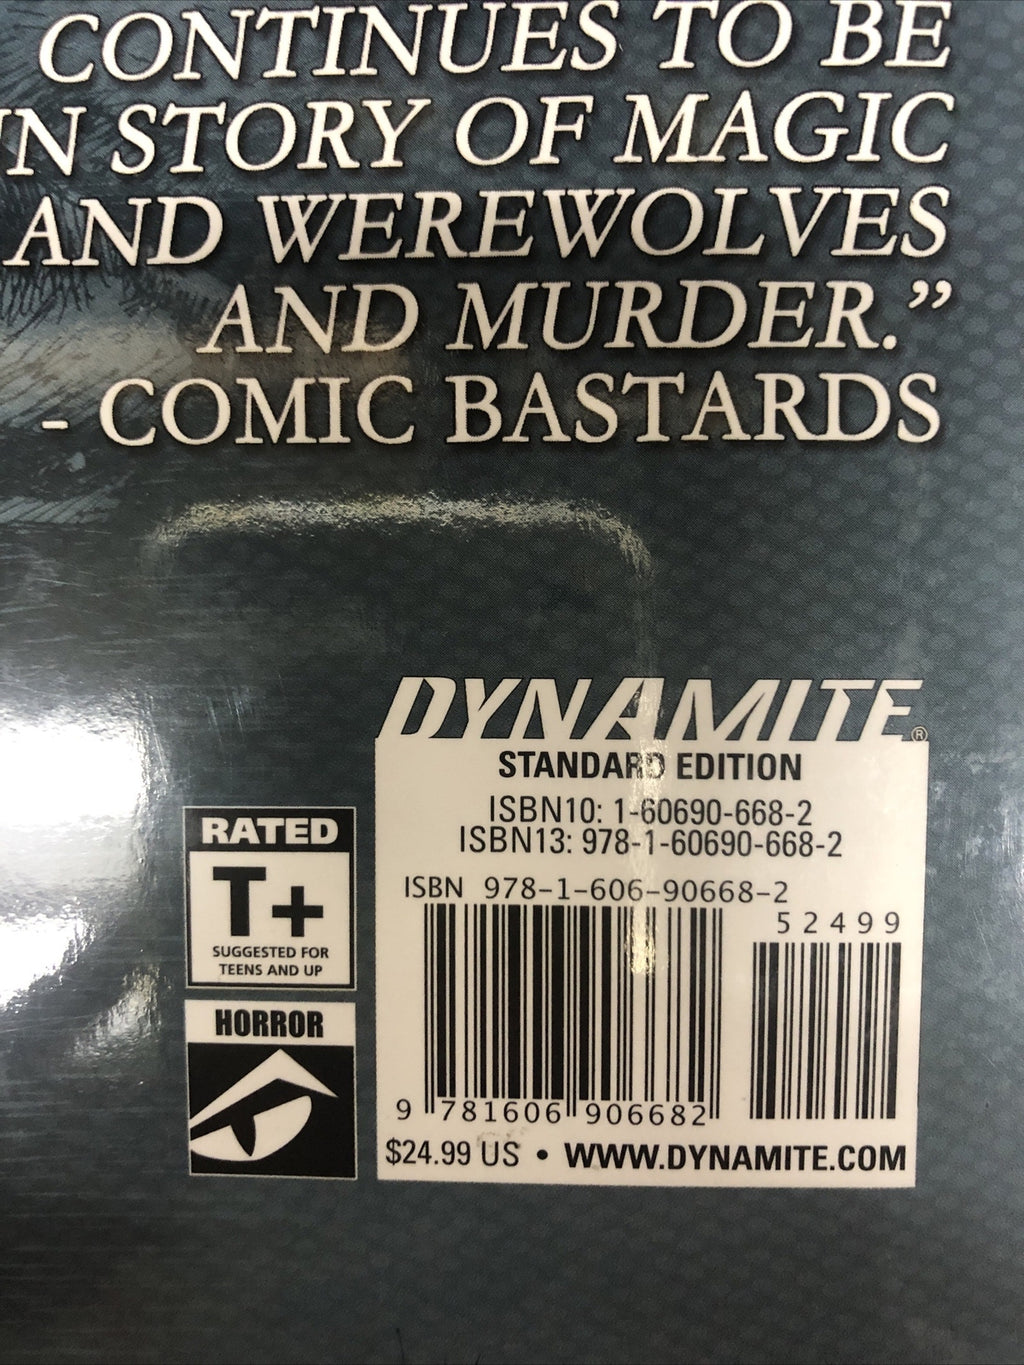 CONTINUES TO BE
IN STORY OF MAGIC
AND WEREWOLVES
AND MURDER.”
- COMIC BASTARDS
DYNAMITE®
STANDARD EDITION
ISBN10: 1-60690-668-2
ISBN13: 978-1-60690-668-2
ISBN 978-1-606-90668-2
52499
9 781606 906682
$24.99 US • WWW.DYNAMITE.COM
RATED
T+
SUGGESTED FOR
TEENS AND UP
HORROR